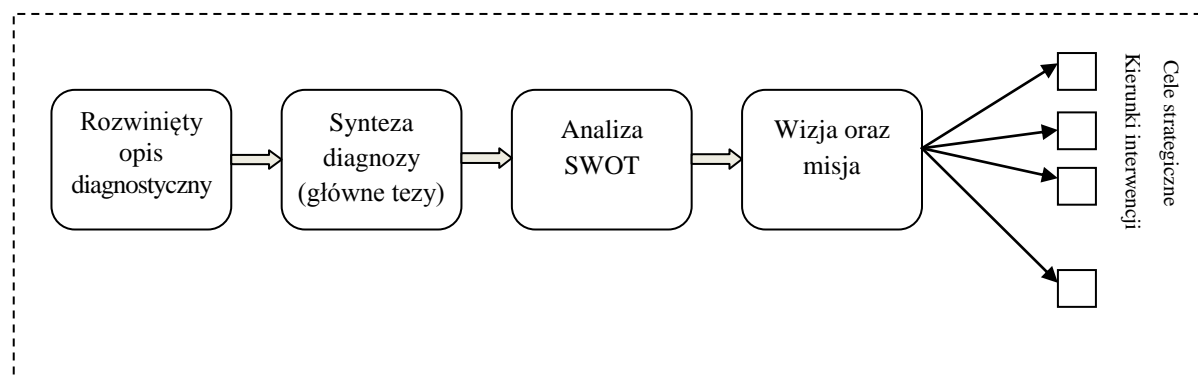 Rozwinięty
opis
diagnostyczny
Synteza
diagnozy
(główne tezy)
Analiza
SWOT
Wizja oraz
misja
Cele strategiczne
Kierunki interwencji